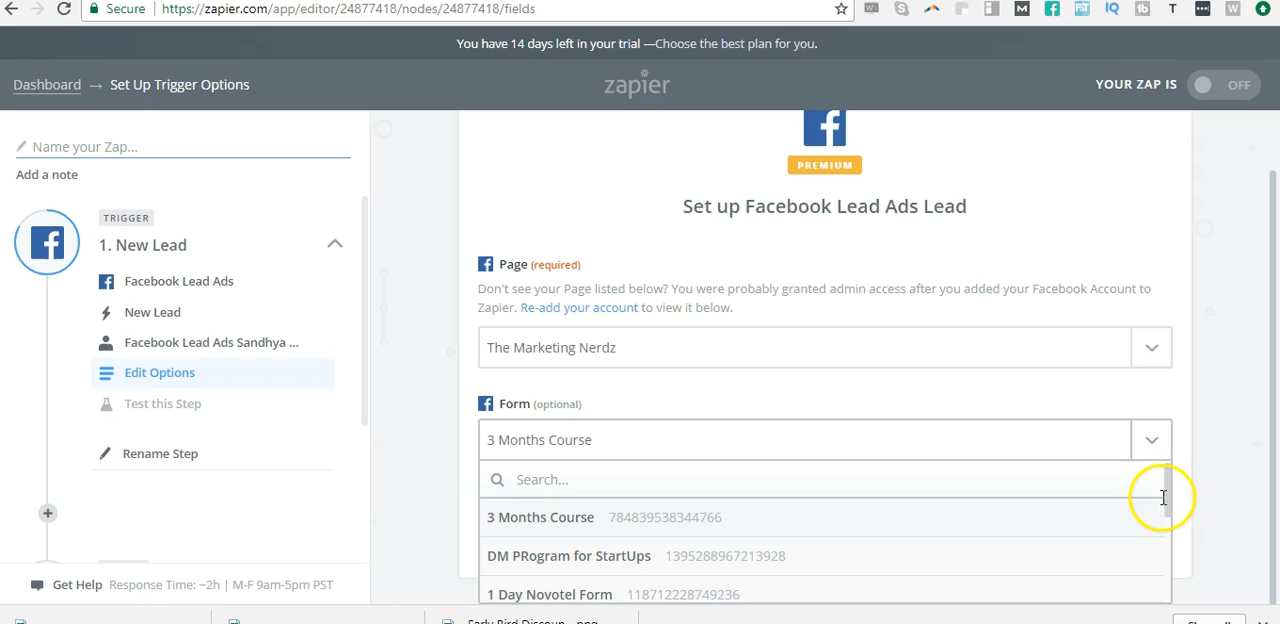 Secure https://zapier.com/app/editor/24877418/nodes/24877418/fields
You have 14 days left in your trial —Choose the best plan for you.
Dashboard → Set Up Trigger Options
zapier
YOUR ZAP IS OFF
Name your Zap...
Add a note
TRIGGER
1. New Lead
Facebook Lead Ads
New Lead
Facebook Lead Ads Sandhya ...
Edit Options
Test this Step
Rename Step
Get Help Response Time: ~2h | M-F 9am-5pm PST
PREMIUM
Set up Facebook Lead Ads Lead
Page (required)
Don't see your Page listed below? You were probably granted admin access after you added your Facebook Account to
Zapier. Re-add your account to view it below.
The Marketing Nerdz
Form (optional)
3 Months Course
Search...
3 Months Course 784839538344766
DM PRogram for StartUps 1395288967213928
1 Day Novotel Form 118712228749236